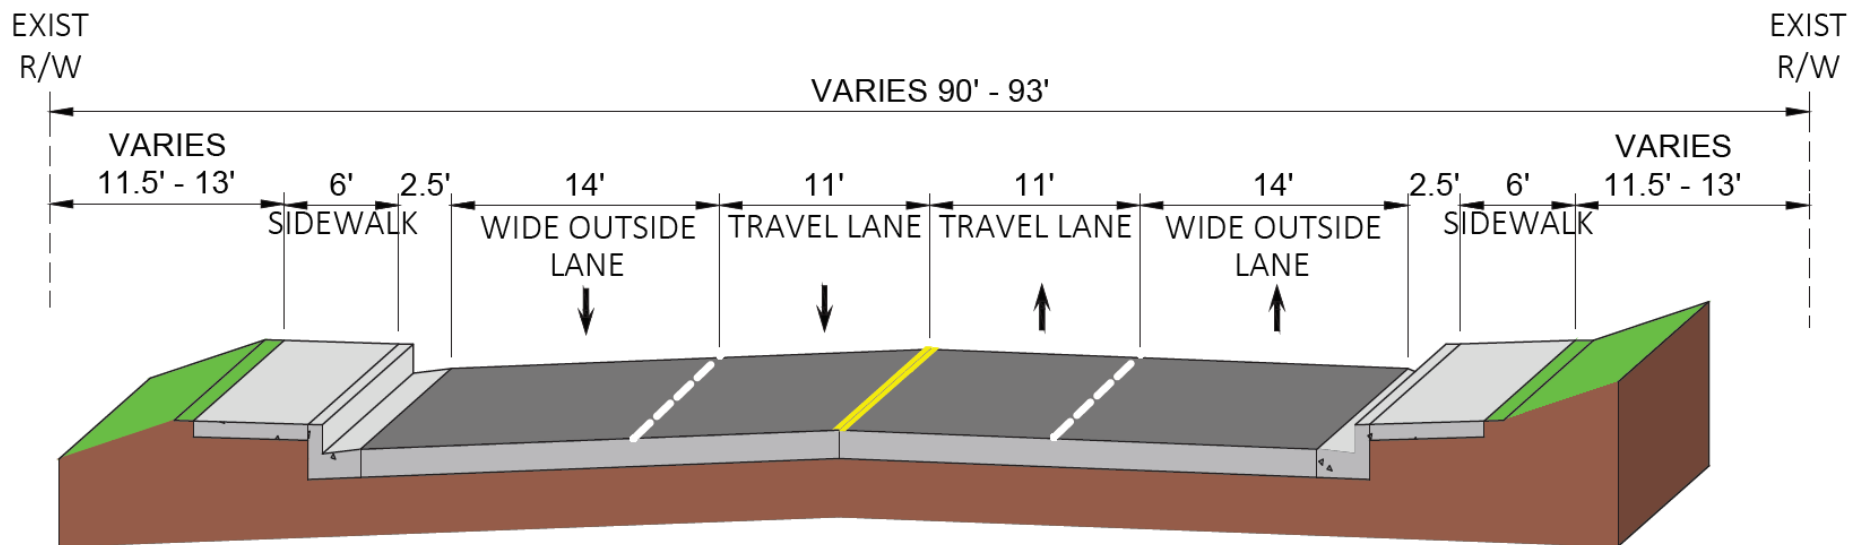 EXIST
R/W
EXIST
R/W
VARIES 90' - 93'
VARIES
11.5' - 13'
6'
SIDEWALK
2.5'
14'
WIDE OUTSIDE
LANE
11'
TRAVEL LANE
11'
TRAVEL LANE
14'
WIDE OUTSIDE
LANE
2.5'
6'
SIDEWALK
VARIES
11.5' - 13'